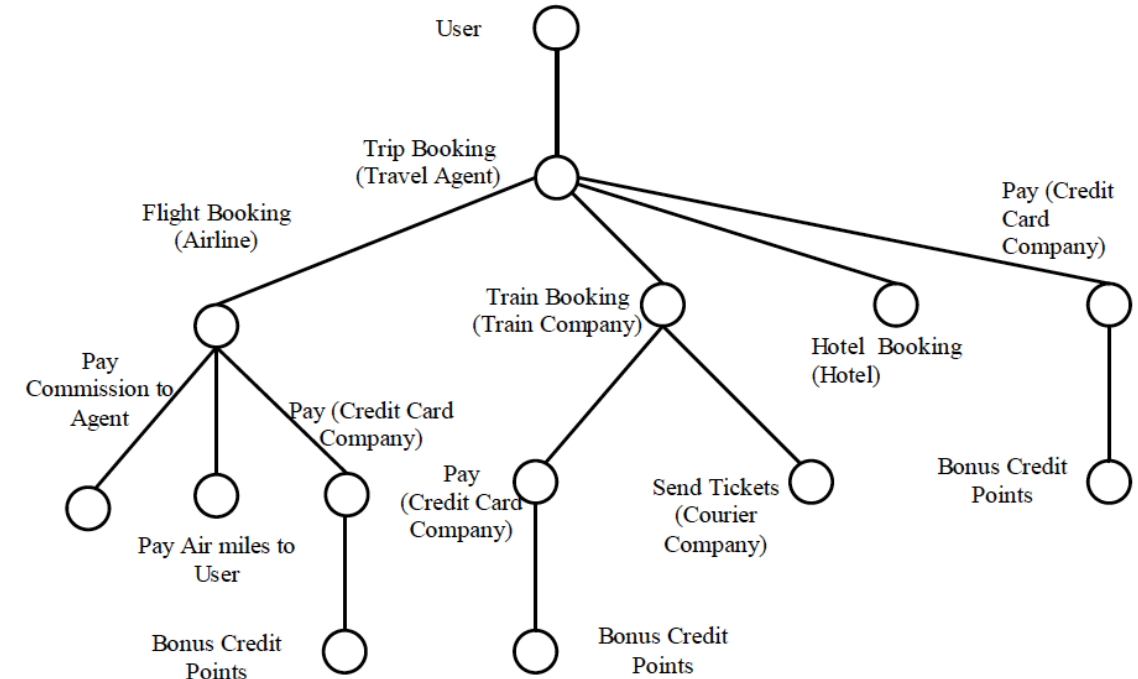 User
Trip Booking
(Travel Agent)
Flight Booking
(Airline)
Pay (Credit
Card
Company)
Train Booking
(Train Company)
Hotel Booking
(Hotel)
Pay
Commission to
Agent
Pay (Credit Card
Company)
Pay
(Credit Card
Company)
Send Tickets
(Courier
Company)
Bonus Credit
Points
Pay Air miles to
User
Bonus Credit
Points
Bonus Credit
Points